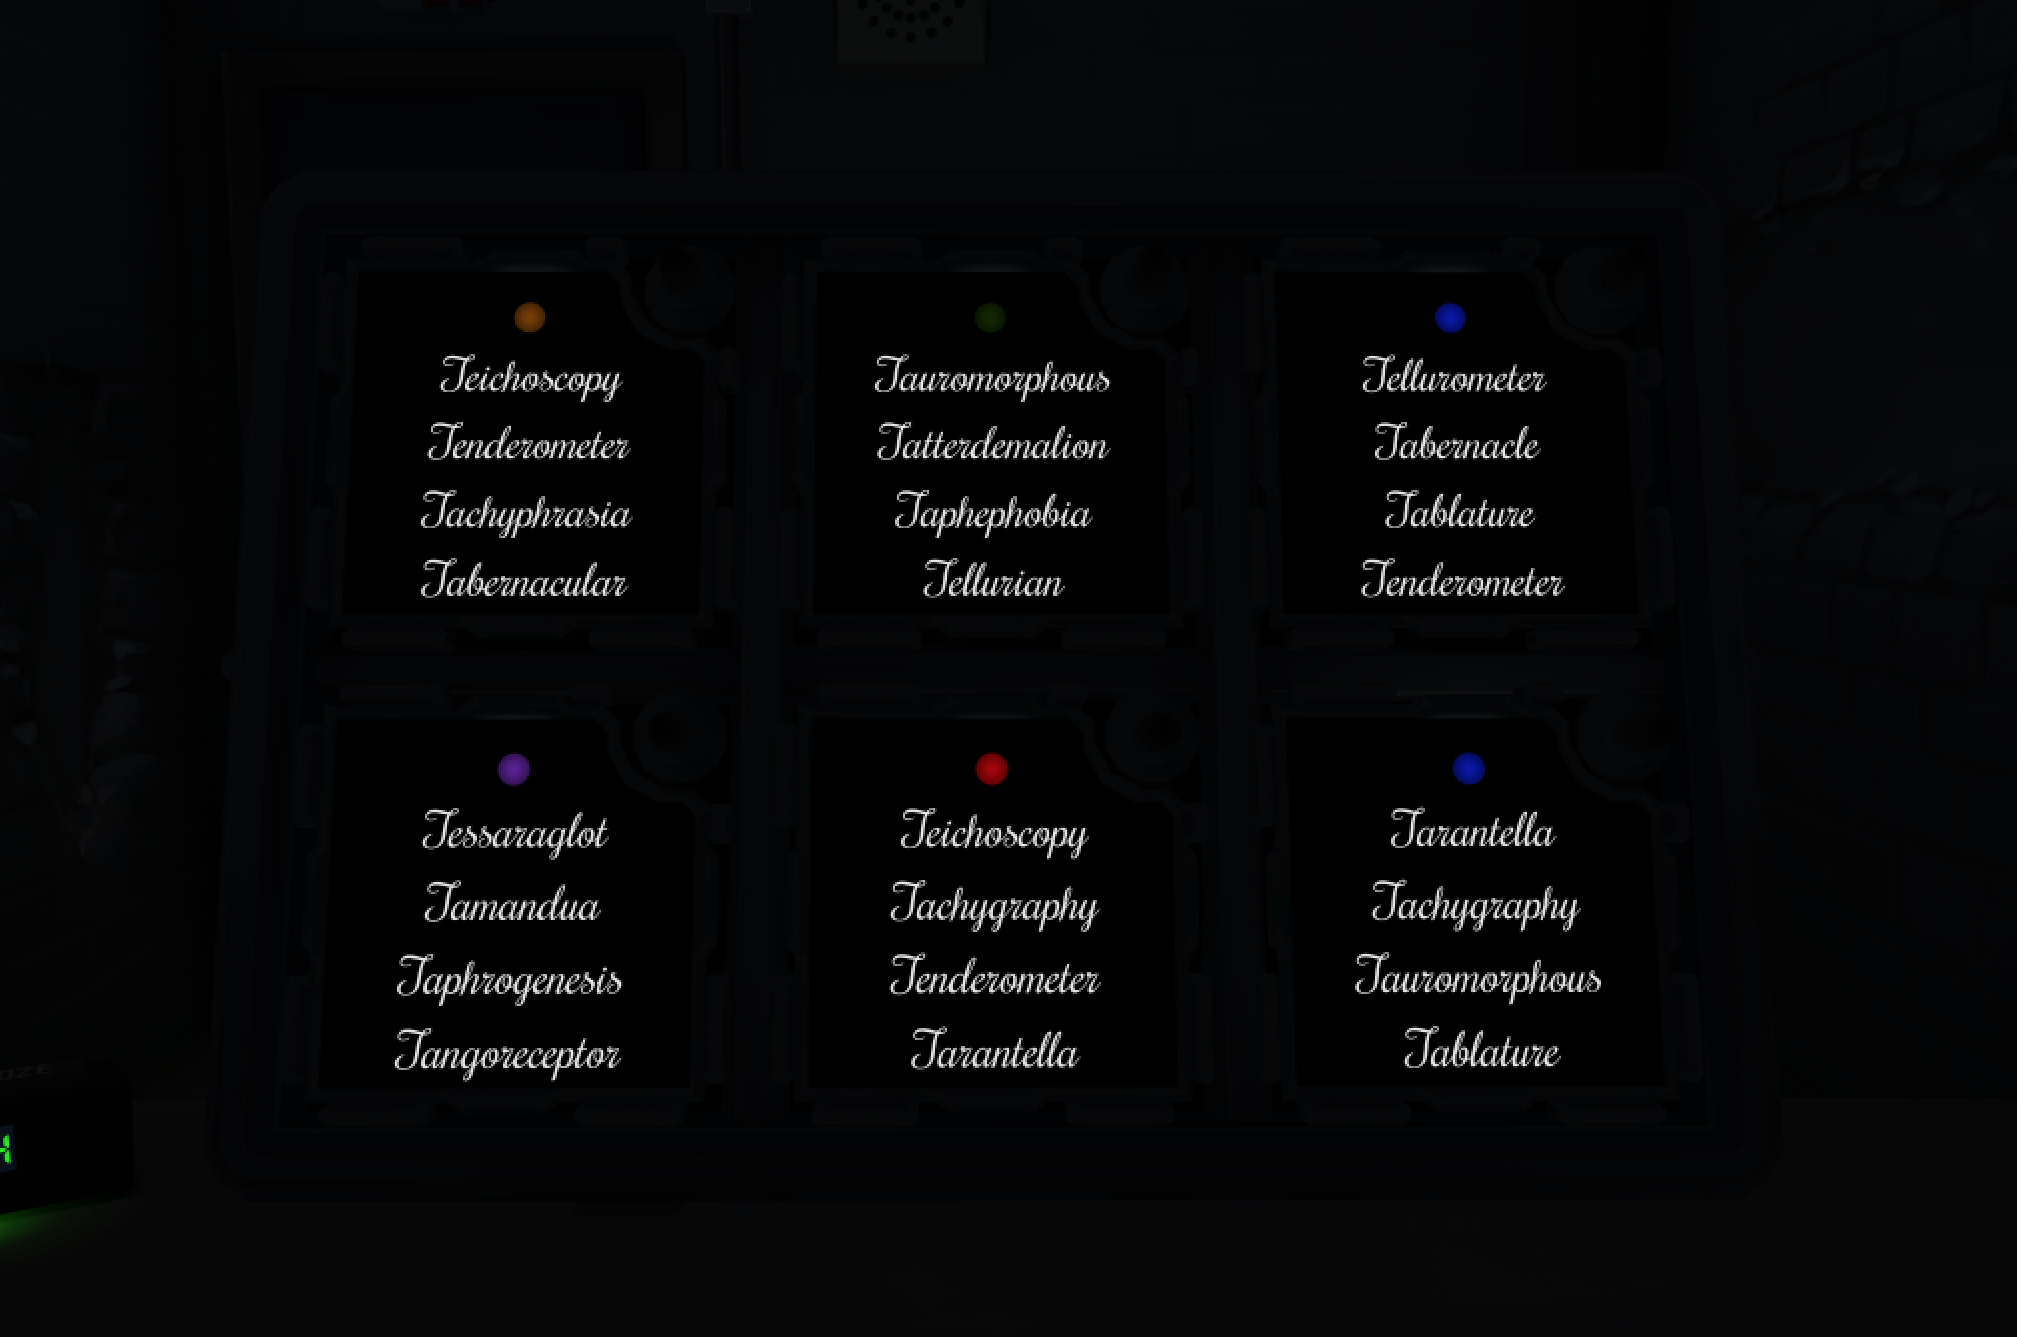 Teichoscopy
Tenderometer
Tachyphrasia
Tabernacular
Tauromorphous
Tatterdemalion
Taphephobia
Tellurian
Tellurometer
Tabernacle
Tablature
Tenderometer
Tessaraglot
Tamandua
Taphrogenesis
Tangoreceptor
Teichoscopy
Tachygraphy
Tenderometer
Tarantella
Tarantella
Tachygraphy
Tauromorphous
Tablature